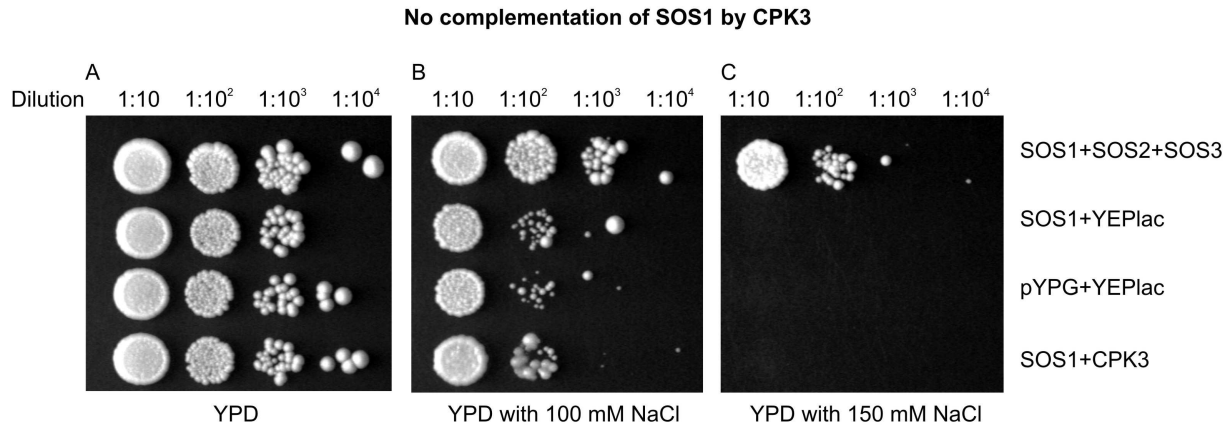 No complementation of SOS1 by CPK3
A B C
Dilution 1:10 1:10² 1:10³ 1:10⁴ 1:10 1:10² 1:10³ 1:10⁴ 1:10 1:10² 1:10³ 1:10⁴
SOS1+SOS2+SOS3
SOS1+YEPlac
pYPG+YEPlac
SOS1+CPK3
YPD YPD with 100 mM NaCl YPD with 150 mM NaCl